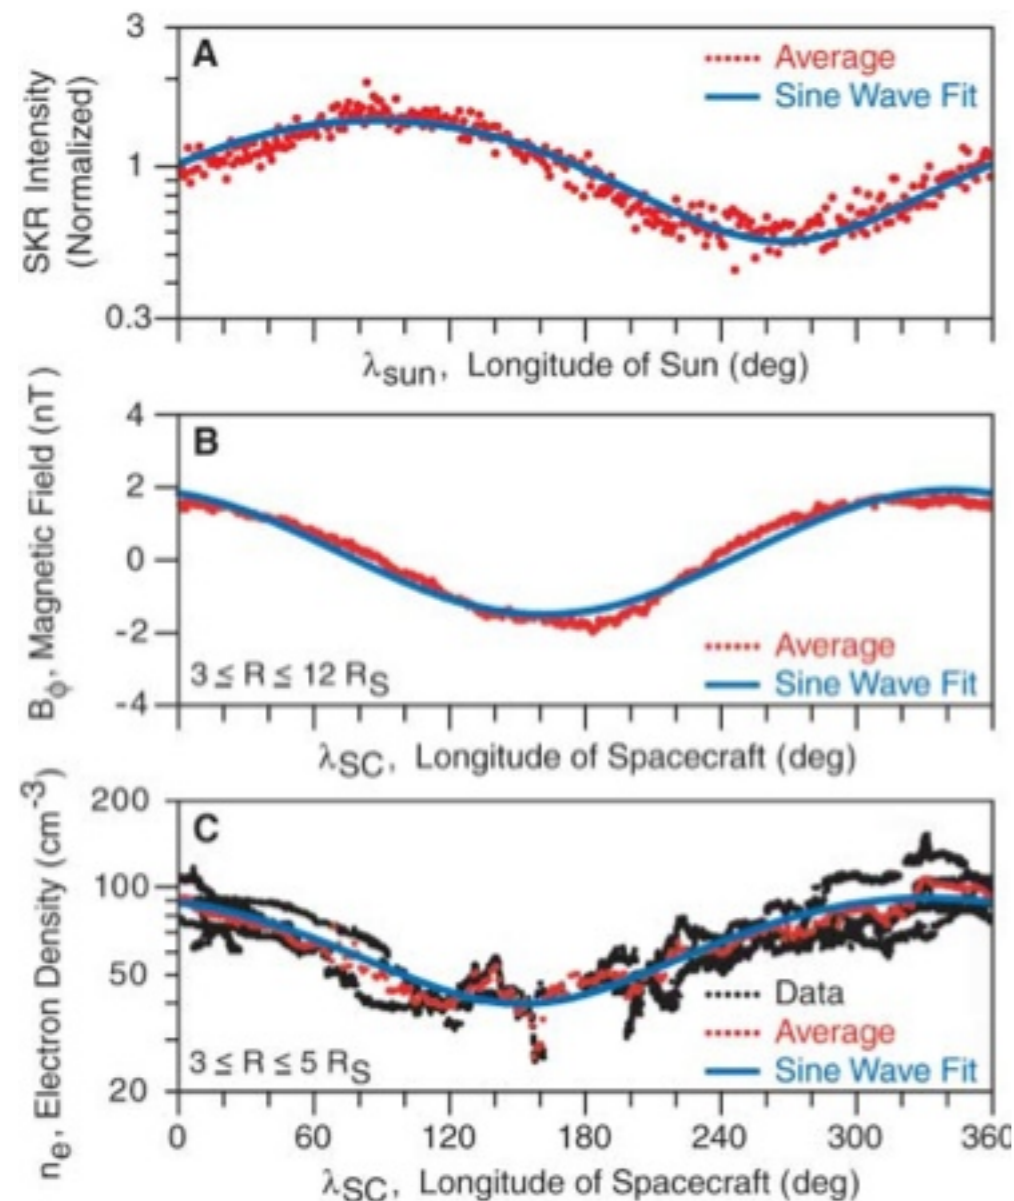 3
A
Average
Sine Wave Fit
SKR Intensity
(Normalized)
1
0.3
λsun, Longitude of Sun (deg)
4
B
2
0
-2
-4
Bϕ, Magnetic Field (nT)
Average
Sine Wave Fit
3 ≤ R ≤ 12 RS
λSC, Longitude of Spacecraft (deg)
200
C
100
50
20
ne, Electron Density (cm-3)
Data
Average
Sine Wave Fit
3 ≤ R ≤ 5 RS
0 60 120 180 240 300 360
λSC, Longitude of Spacecraft (deg)